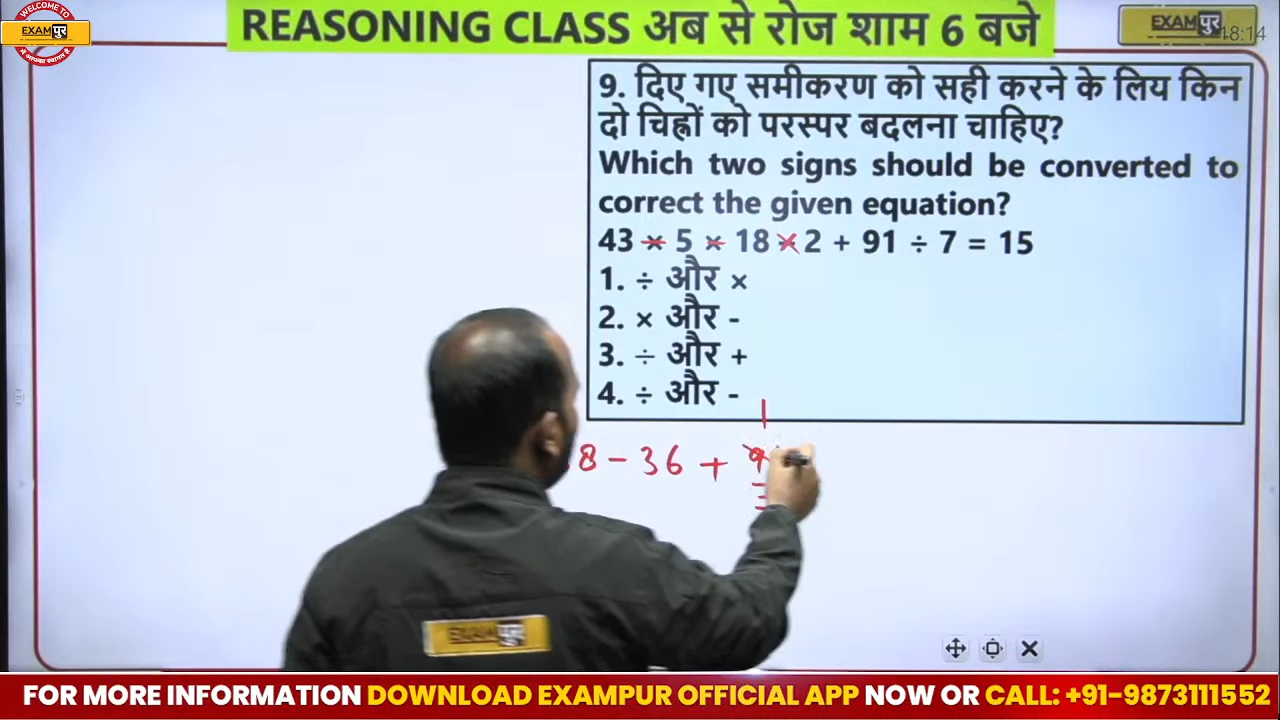 WELCOME TO
EXAMपुर
REASONING CLASS अब से रोज शाम 6 बजे
EXAMपुर
18:14
9. दिए गए समीकरण को सही करने के लिय किन
दो चिह्नों को परस्पर बदलना चाहिए?
Which two signs should be converted to
correct the given equation?
43 × 5 × 18 × 2 + 91 ÷ 7 = 15
1. ÷ और ×
2. × और -
3. ÷ और +
4. ÷ और -
8 - 36 +
EXAMपुर
FOR MORE INFORMATION DOWNLOAD EXAMPUR OFFICIAL APP NOW OR CALL: +91-9873111552